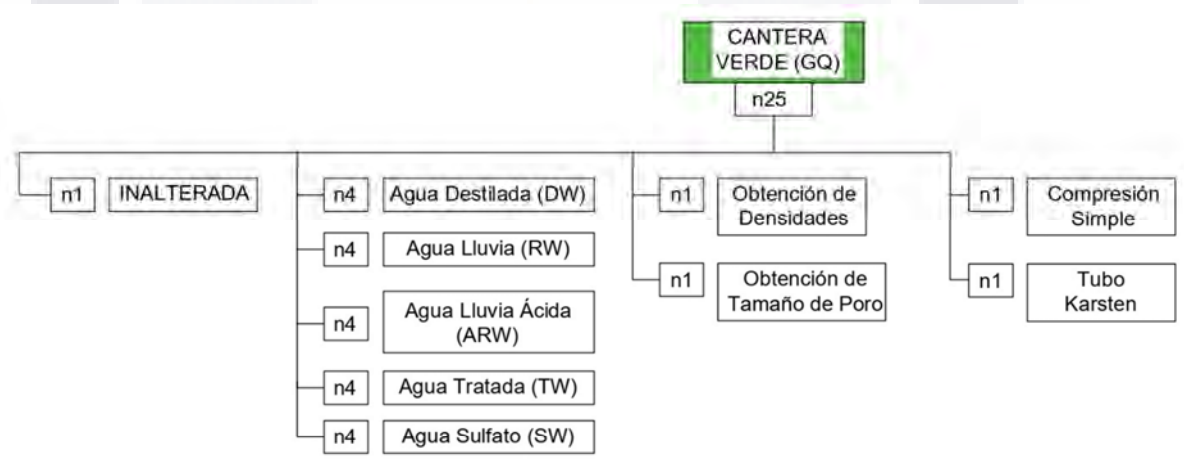 CANTERA
VERDE (GQ)
n25
n1 INALTERADA
n4 Agua Destilada (DW)
n4 Agua Lluvia (RW)
n4 Agua Lluvia Ácida
(ARW)
n4 Agua Tratada (TW)
n4 Agua Sulfato (SW)
n1 Obtención de
Densidades
n1 Obtención de
Tamaño de Poro
n1 Compresión
Simple
n1 Tubo
Karsten